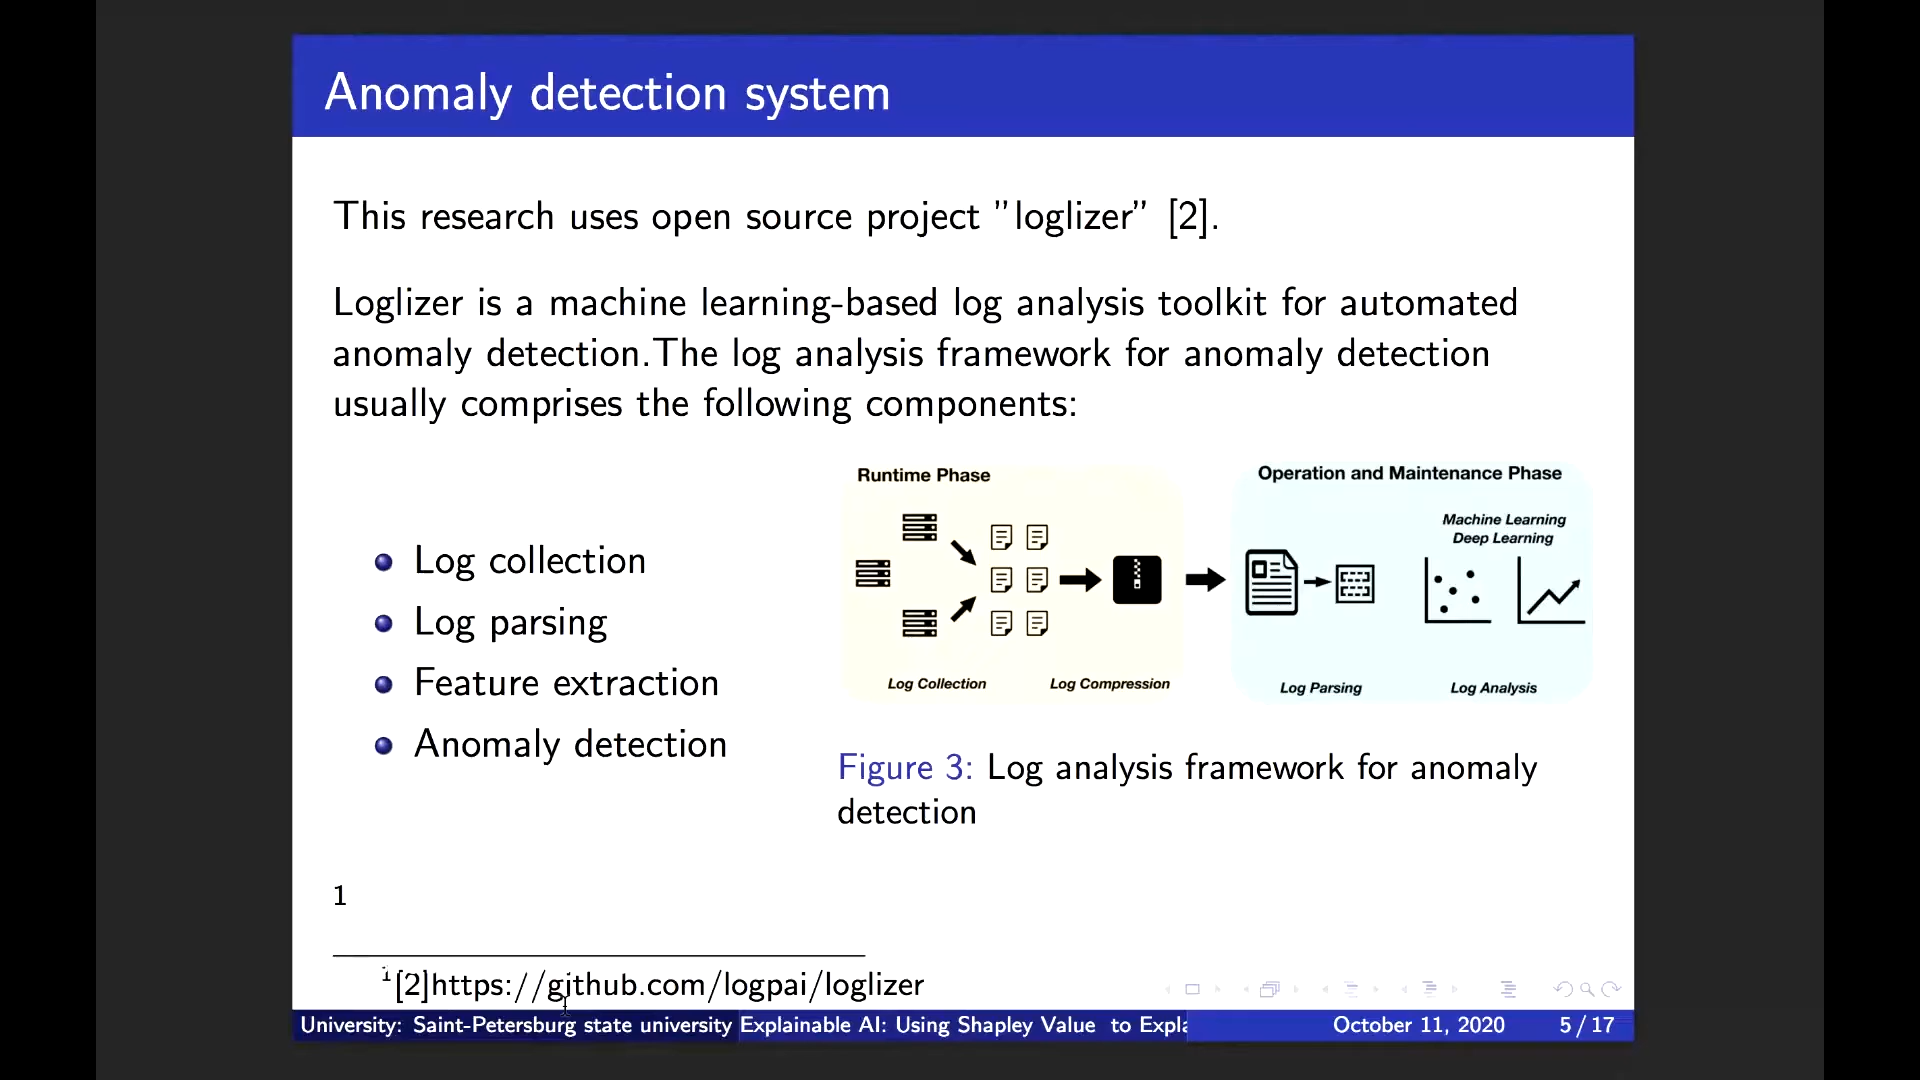 Anomaly detection system
This research uses open source project ”loglizer” [2].
Loglizer is a machine learning-based log analysis toolkit for automated
anomaly detection.The log analysis framework for anomaly detection
usually comprises the following components:
Log collection
Log parsing
Feature extraction
Anomaly detection
Runtime Phase
Log Collection
Log Compression
Operation and Maintenance Phase
Machine Learning
Deep Learning
Log Parsing
Log Analysis
Figure 3: Log analysis framework for anomaly
detection
1
1[2]https://github.com/logpai/loglizer
University: Saint-Petersburg state university Explainable AI: Using Shapley Value to Expla October 11, 2020 5 / 17